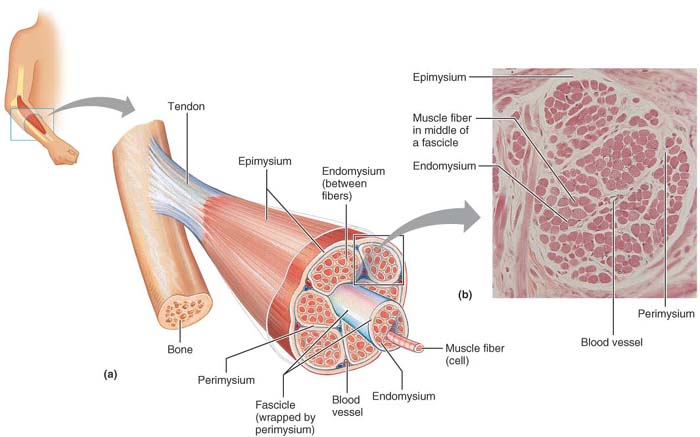 Tendon
Epimysium
Endomysium
(between
fibers)
Bone
(a)
Perimysium
Fascicle
(wrapped by
perimysium)
Blood
vessel
Endomysium
Muscle fiber
(cell)
Epimysium
Muscle fiber
in middle of
a fascicle
Endomysium
(b)
Perimysium
Blood vessel